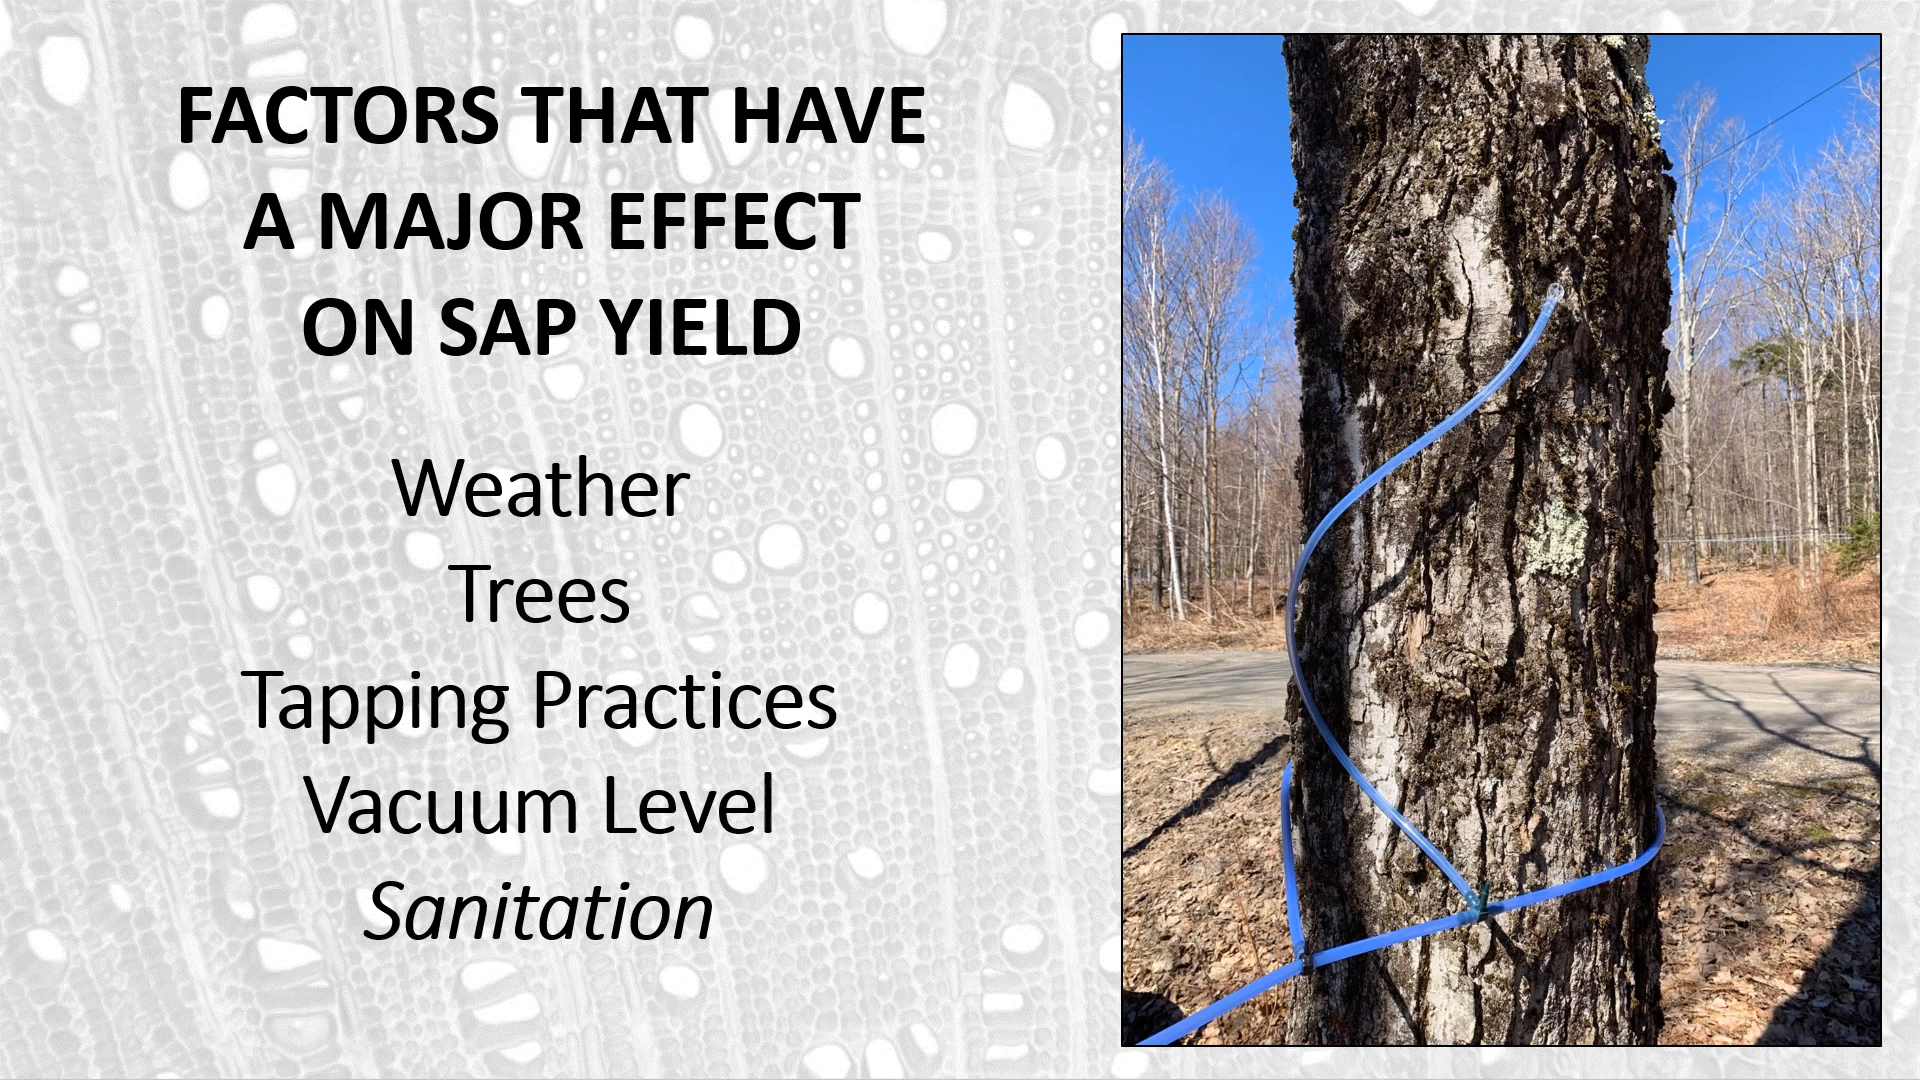 FACTORS THAT HAVE
A MAJOR EFFECT
ON SAP YIELD
Weather
Trees
Tapping Practices
Vacuum Level
Sanitation